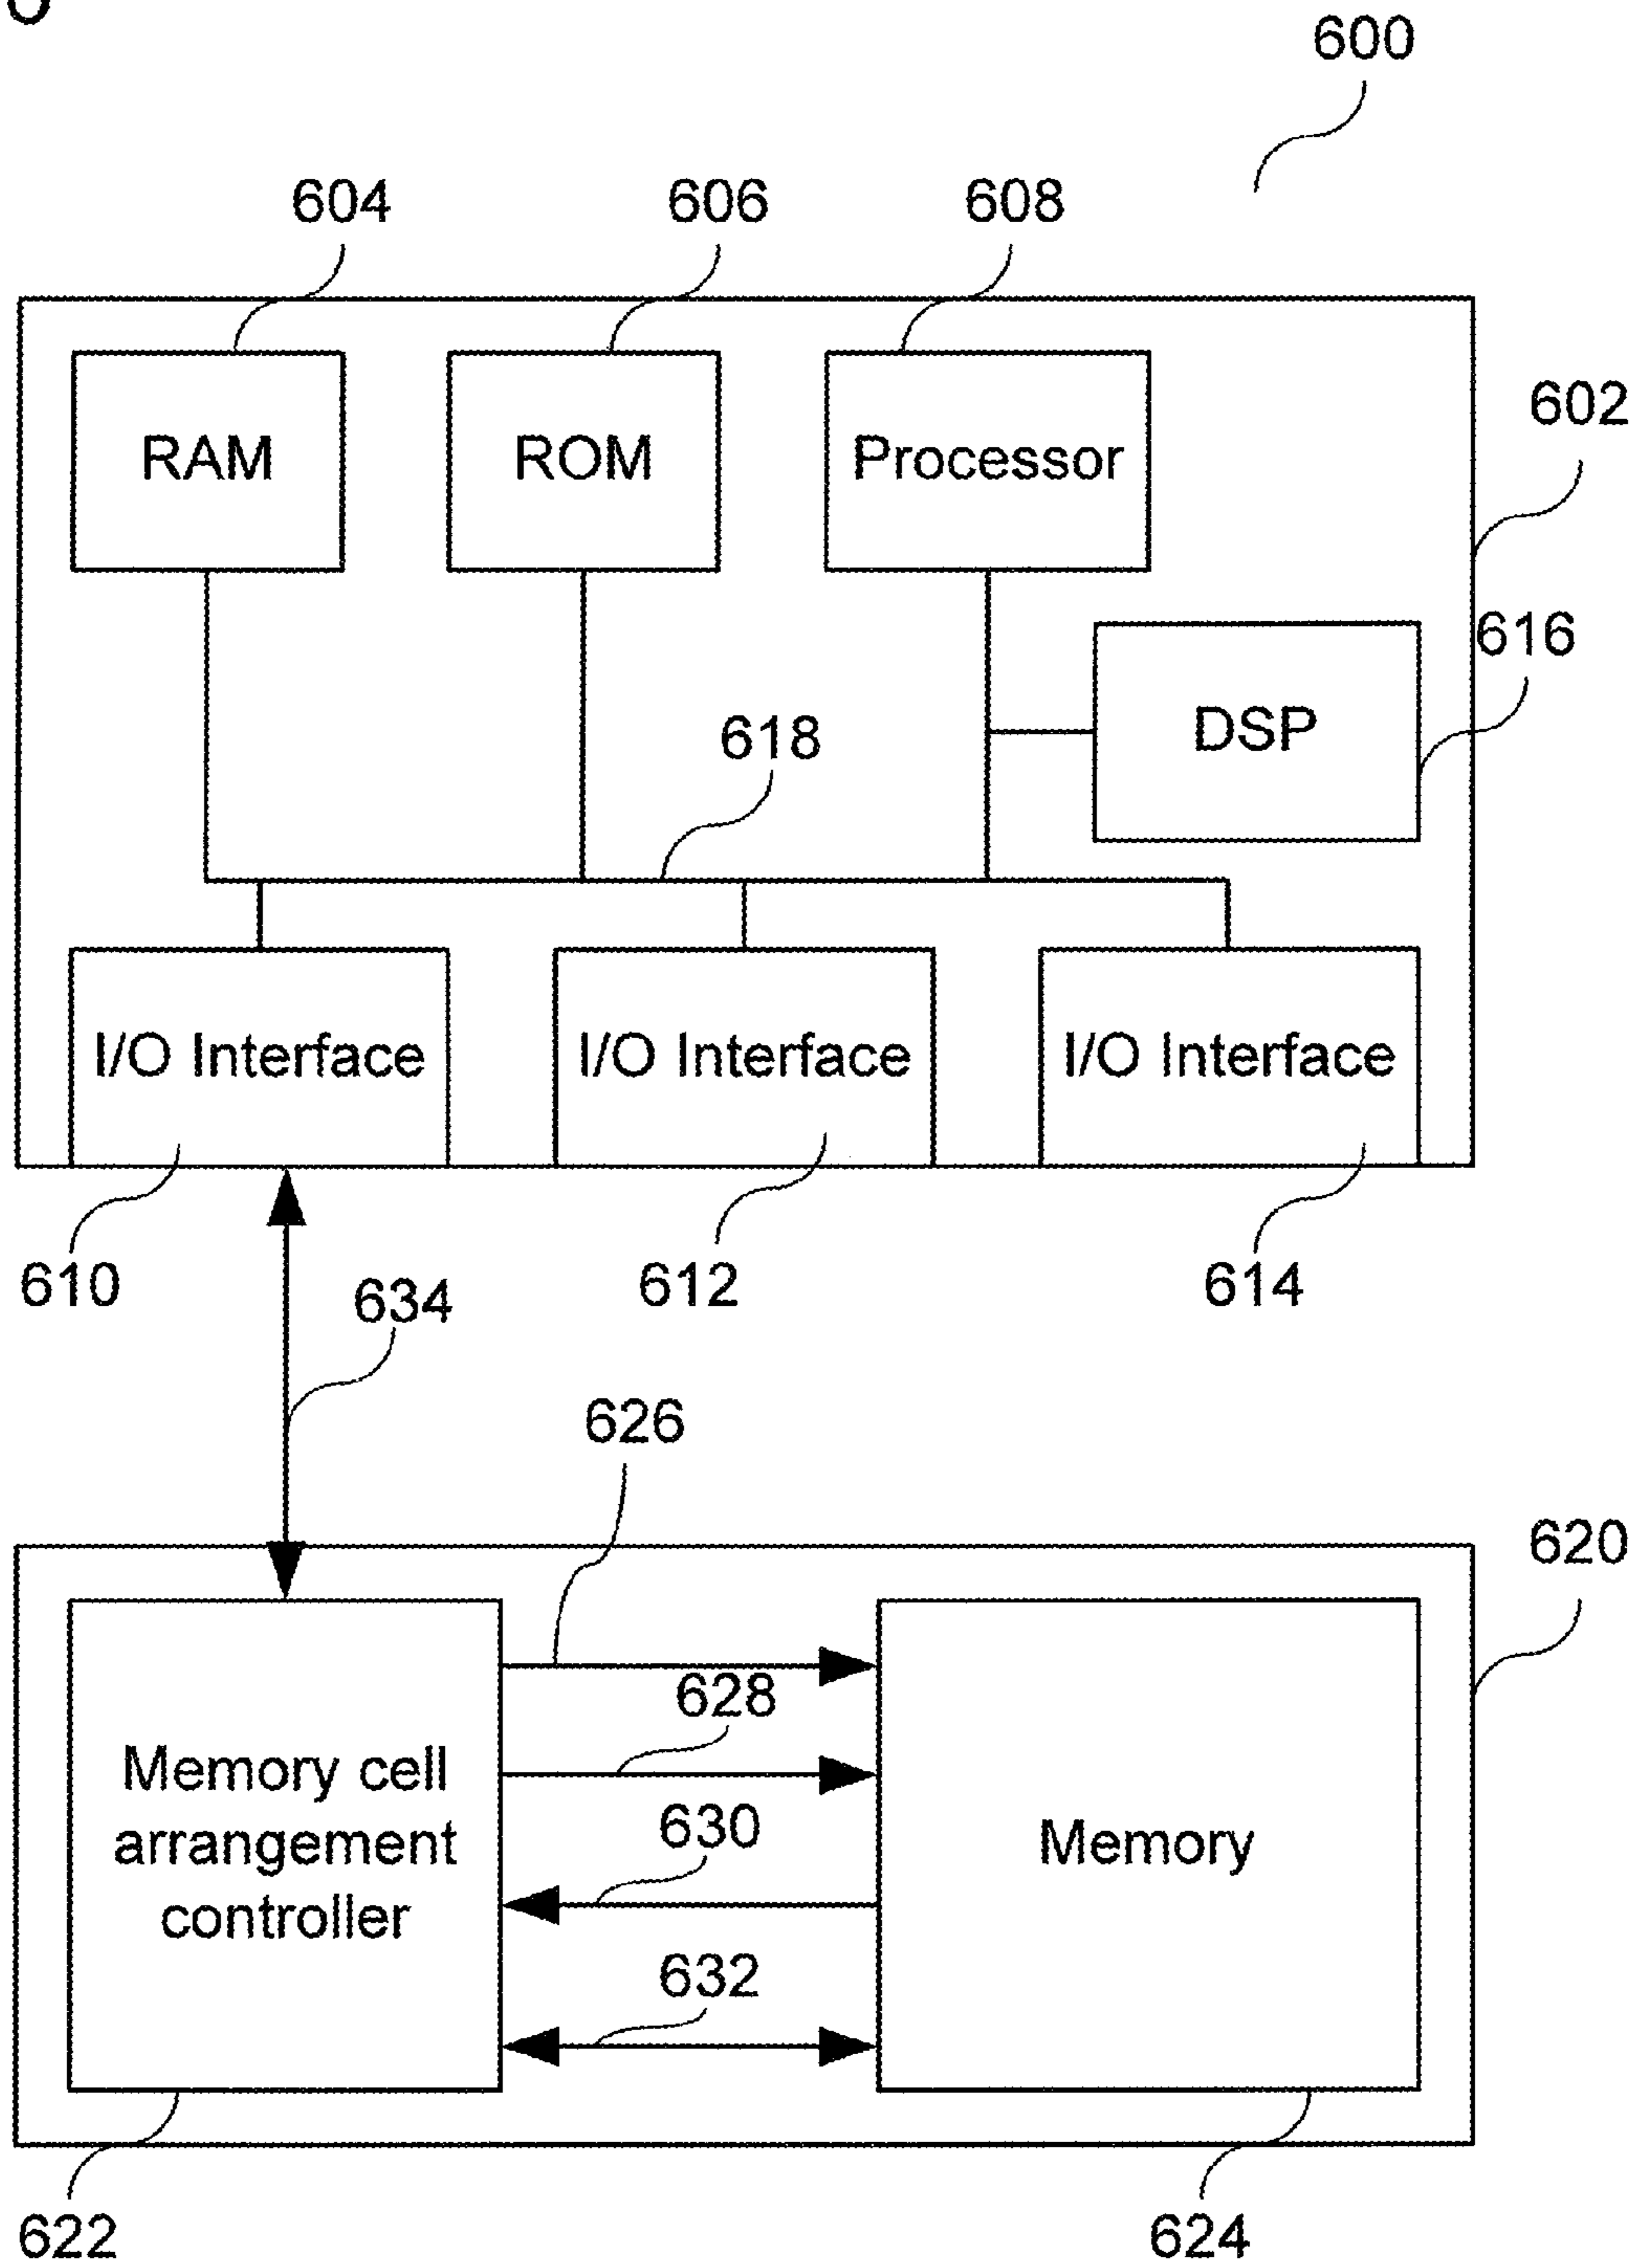 600
604
606
608
RAM
ROM
Processor
602
616
DSP
618
I/O Interface
I/O Interface
I/O Interface
610
612
614
634
626
620
628
Memory cell
arrangement
controller
630
Memory
632
622
624